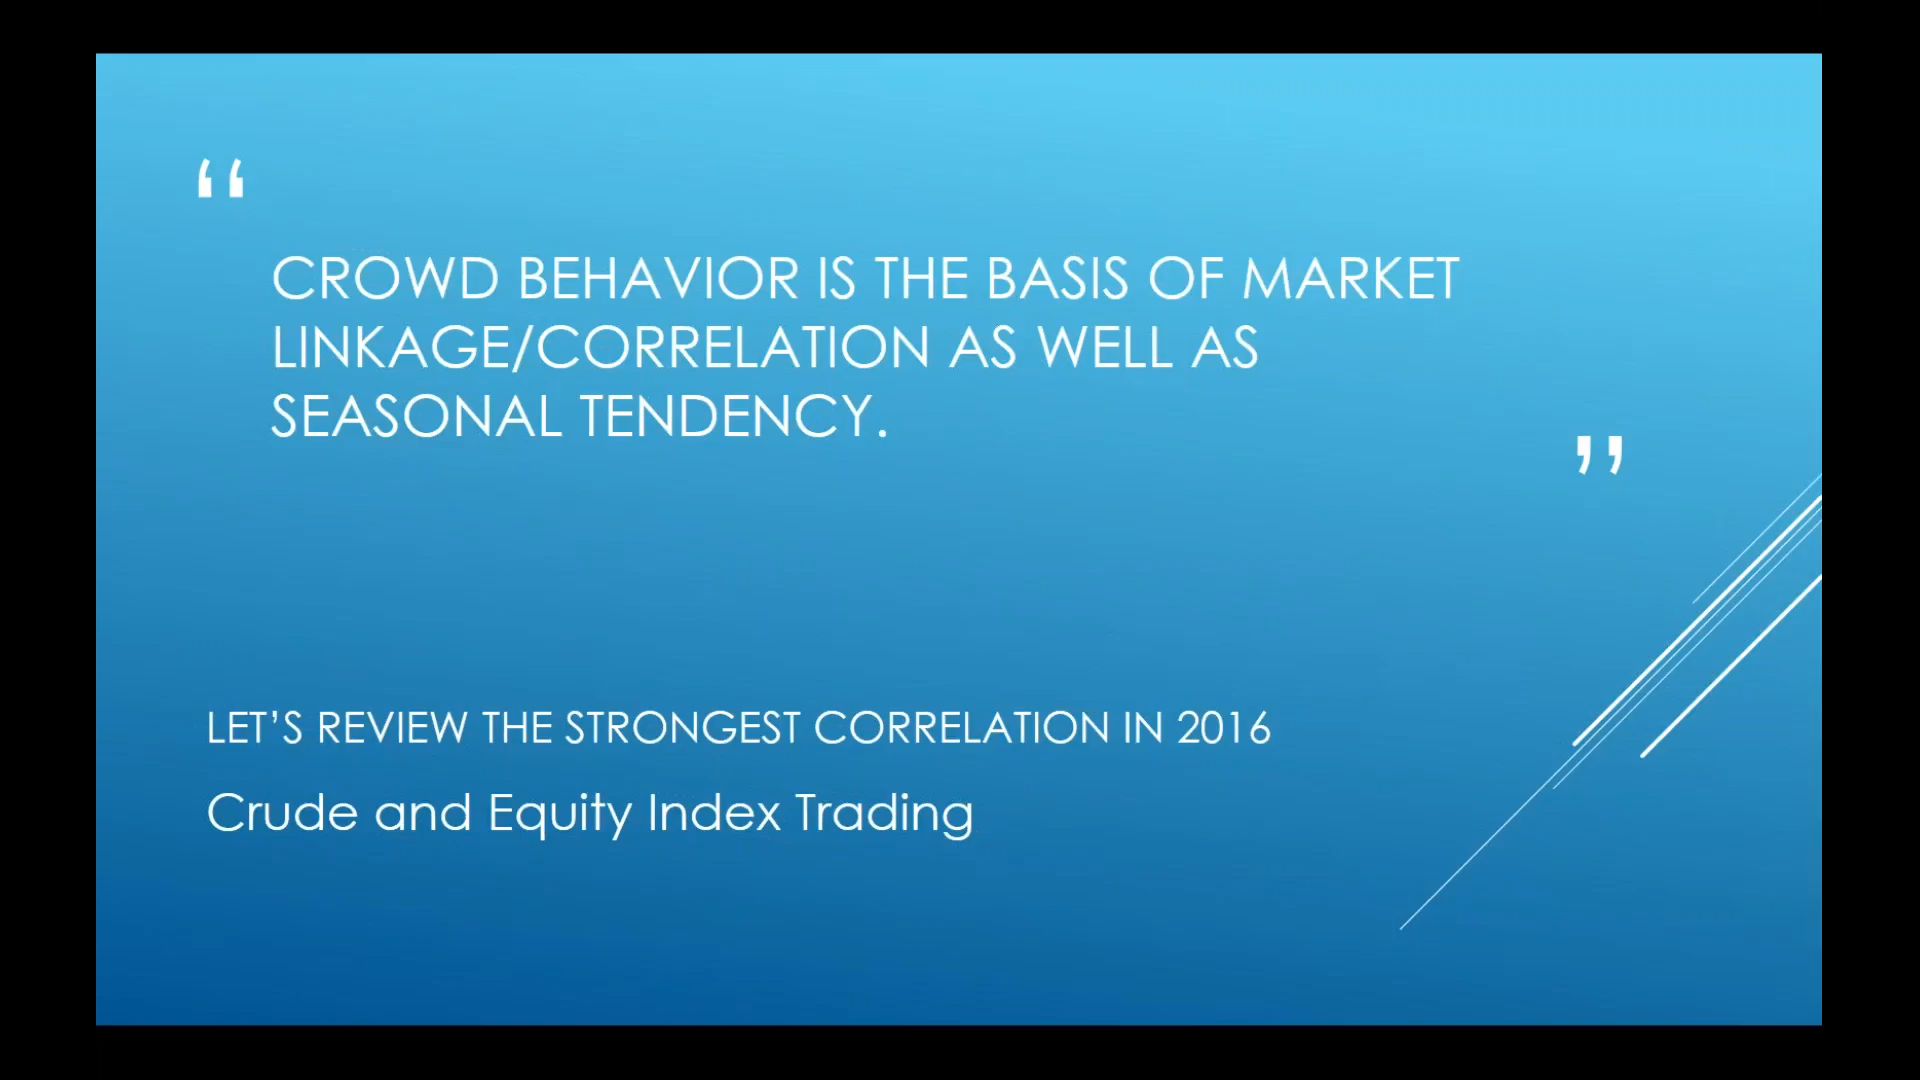 “
CROWD BEHAVIOR IS THE BASIS OF MARKET
LINKAGE/CORRELATION AS WELL AS
SEASONAL TENDENCY.
”
LET’S REVIEW THE STRONGEST CORRELATION IN 2016
Crude and Equity Index Trading